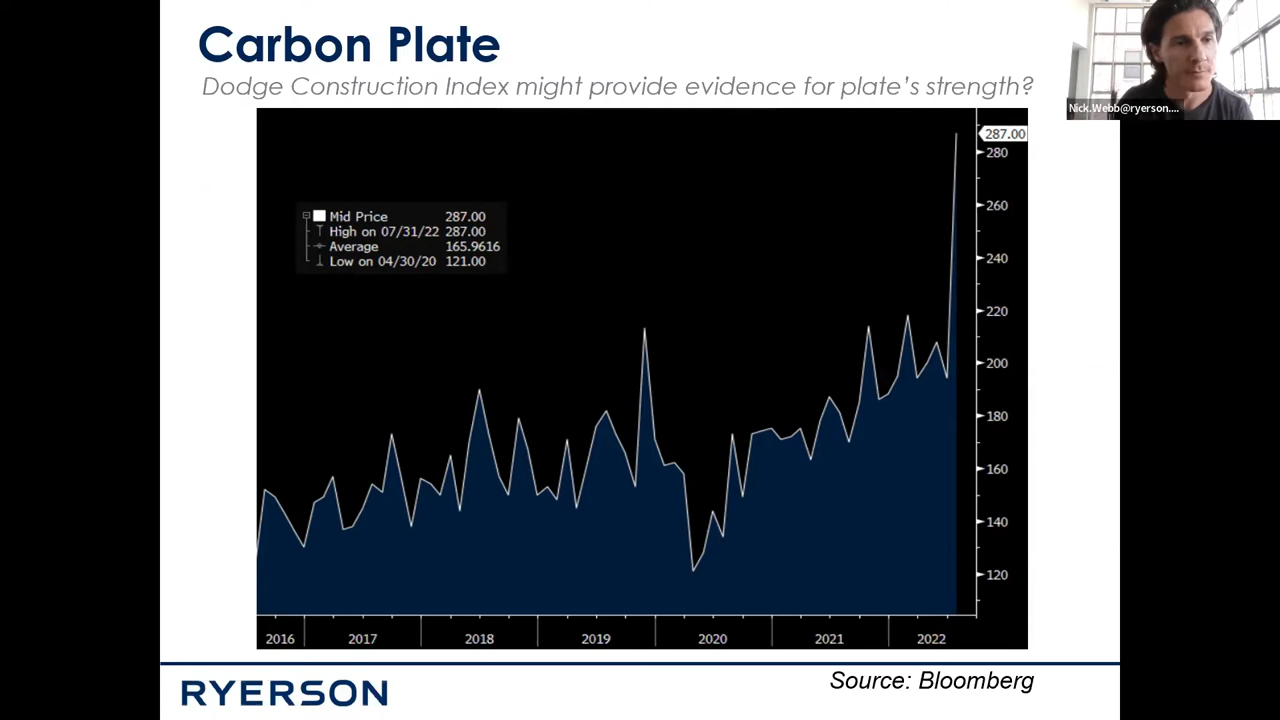 Carbon Plate
Dodge Construction Index might provide evidence for plate's strength?
Nick.Webb@ryerson....
287.00
280
260
240
220
200
180
160
140
120
Mid Price 287.00
High on 07/31/22 287.00
Average 165.9616
Low on 04/30/20 121.00
2016 2017 2018 2019 2020 2021 2022
RYERSON
Source: Bloomberg